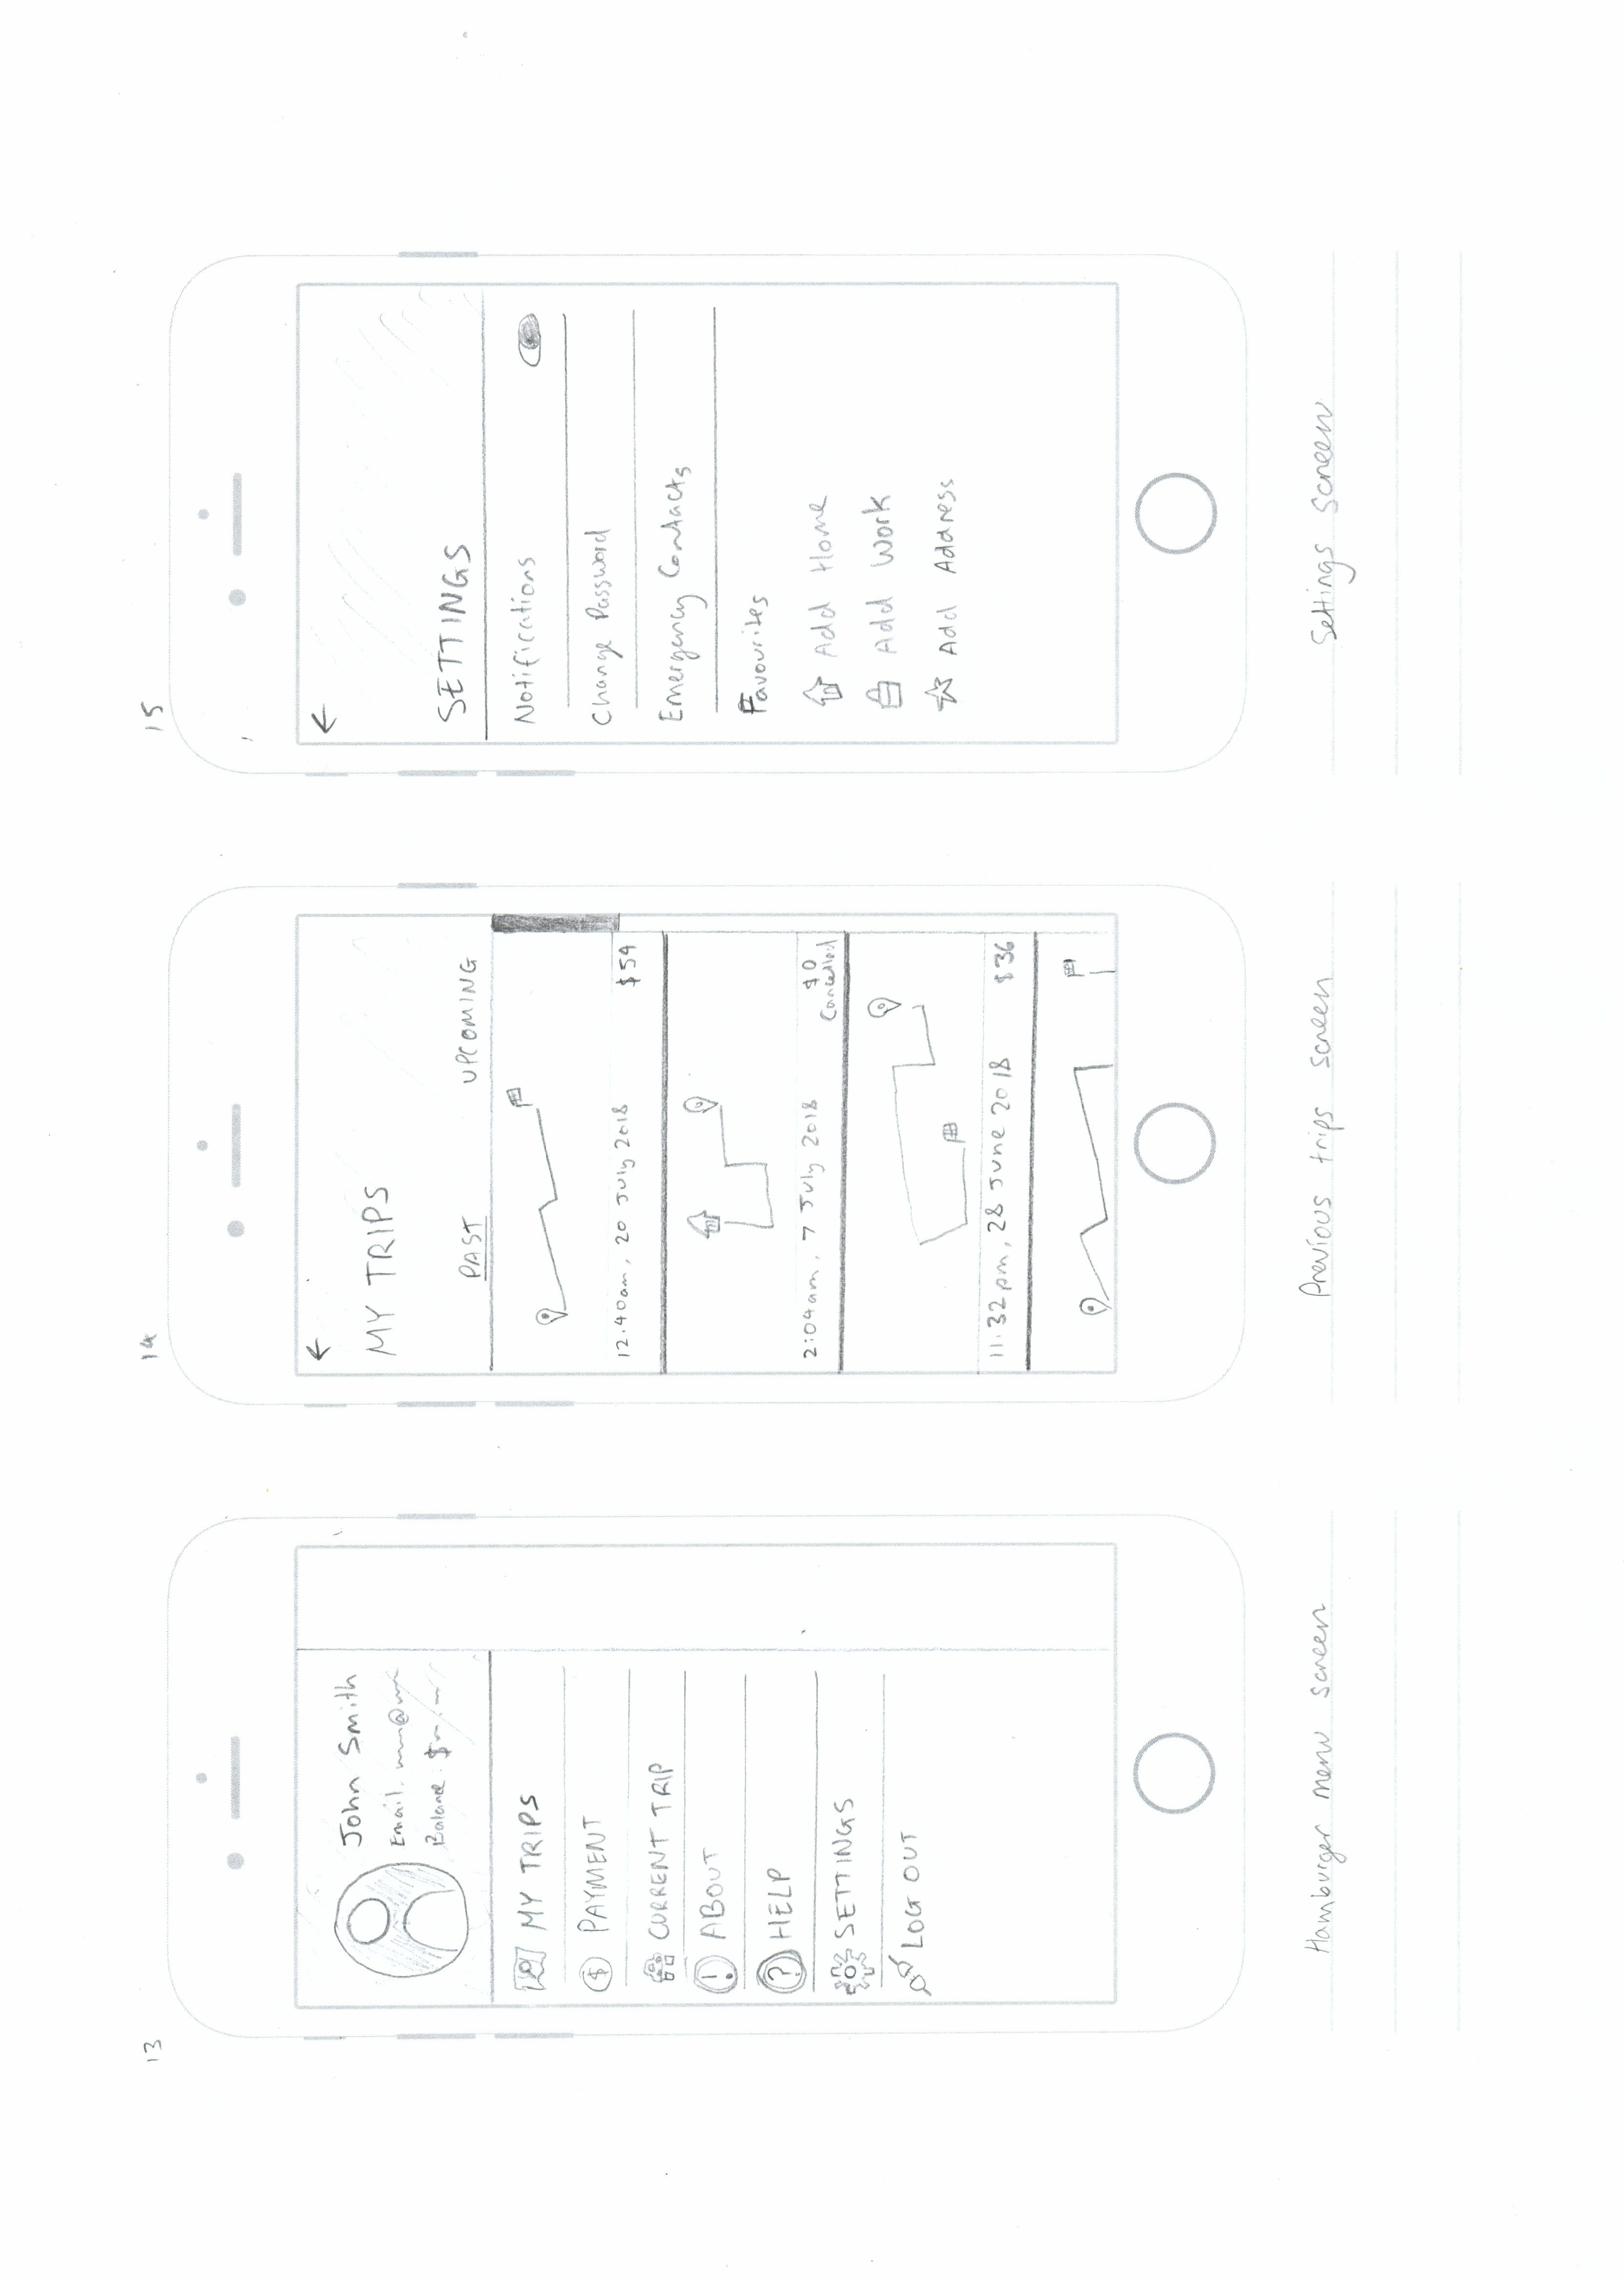 13
John Smith
Email.
Balance. $
MY TRIPS
$ PAYMENT
CURRENT TRIP
! ABOUT
? HELP
SETTINGS
LOG OUT
Hamburger menu screen
14
←
MY TRIPS
PAST UPCOMING
12.40am, 20 July 2018 $54
2:04am, 7 July 2018 $0
Cancelled
11.32pm, 28 June 2018 $36
Previous trips screen
15
←
SETTINGS
Notifications
Change Password
Emergency Contacts
Favourites
Add Home
Add Work
Add Address
Settings screen